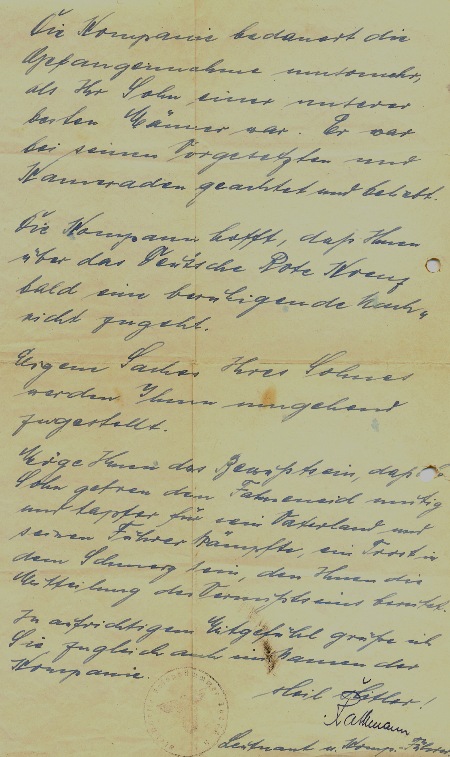 Die Kompanie bedauert die
Gefangennahme umsomehr,
als Ihr Sohn einer unserer
besten Männer war. Er war
bei seinen Vorgesetzten und
Kameraden geachtet und beliebt.
Die Kompanie hofft, daß Ihnen
über das Deutsche Rote Kreuz
bald eine beruhigende Nach-
richt zugeht.
Eigene Sachen Ihres Sohnes
werden Ihnen umgehend
zugestellt.
Möge Ihnen das Bewußtsein, daß Ihr
Sohn getreu dem Fahneneid mutig
und tapfer für sein Vaterland und
seinen Führer kämpfte, ein Trost in
dem Schmerz sein, den Ihnen die
Mitteilung des Vermißtseins bereitet.
In aufrichtigem Mitgefühl grüße ich
Sie, zugleich auch im Namen der
Kompanie.
Heil Hitler!
Leutnant u. Komp.-Führer